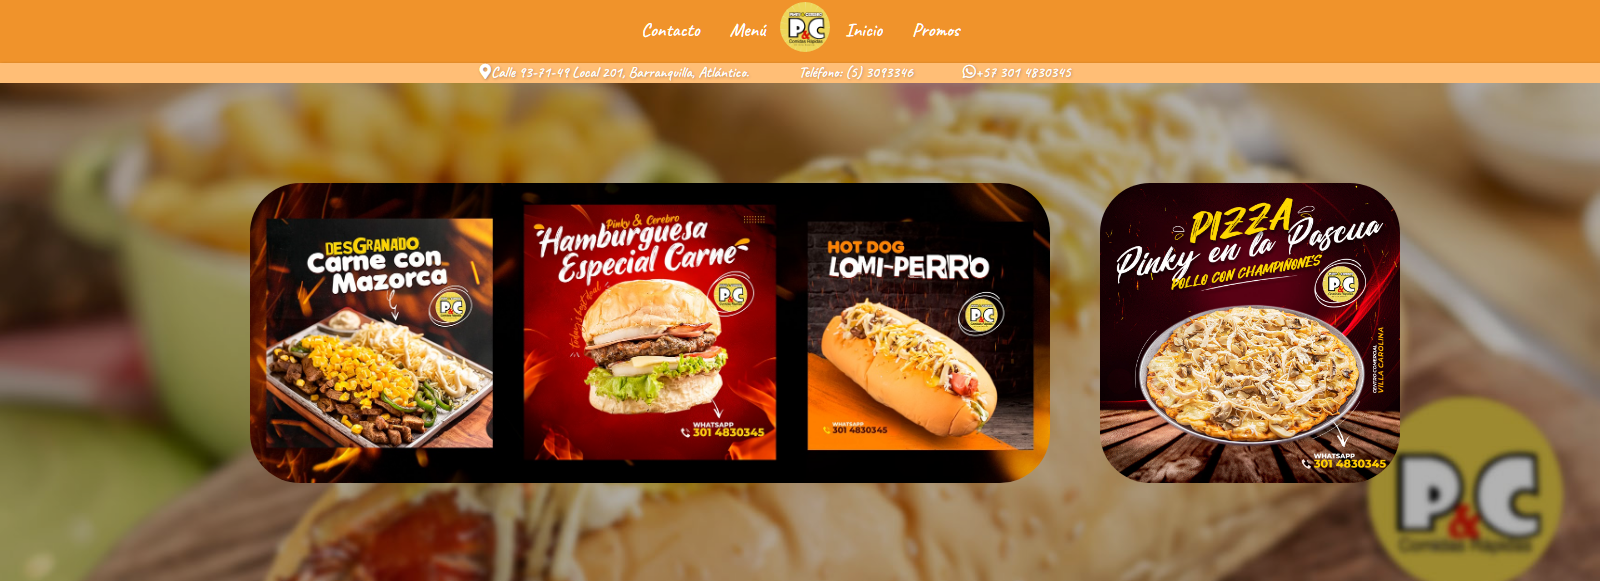 Contacto Menú P&C Comidas Rápidas Inicio Promos
Calle 93-71-49 Local 201, Barranquilla, Atlántico. Teléfono: (5) 3093346 +57 301 4830345
DESGRANADO
Carne con
Mazorca
P&C
Pinky & Cerebro
Hamburguesa
Especial Carne
P&C
WHATSAPP
301 4830345
HOT DOG
LOMI-PERRO
P&C
WHATSAPP
301 4830345
PIZZA
Pinky en la Pascua
POLLO CON CHAMPIÑONES
P&C
CENTRO COMERCIAL
VILLA CAROLINA
WHATSAPP
301 4830345
P&C
Comidas Rápidas